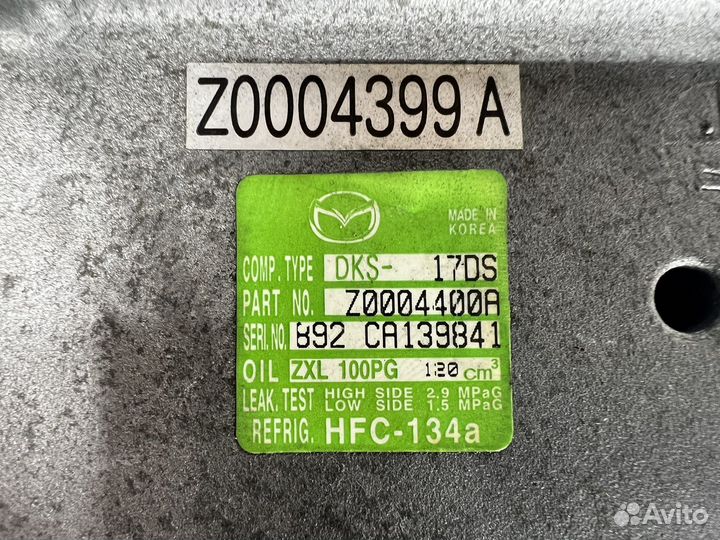 Z0004399 A
MADE IN
KOREA
COMP. TYPE DKS- 17DS
PART NO. Z0004400A
SERI. NO. 892 CA139841
OIL ZXL 100PG 120 cm³
LEAK. TEST HIGH SIDE 2.9 MPaG
LOW SIDE 1.5 MPaG
REFRIG. HFC-134a
Avito